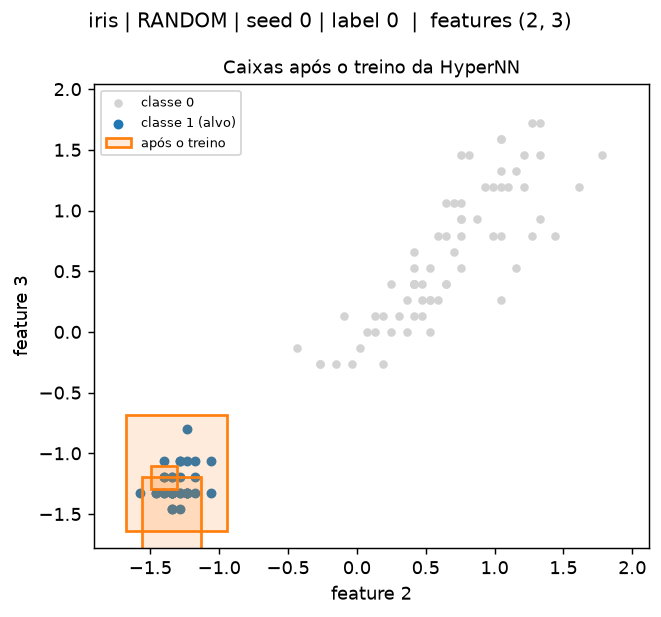 iris | RANDOM | seed 0 | label 0  |  features (2, 3)
Caixas após o treino da HyperNN
classe 0
classe 1 (alvo)
após o treino
2.0
1.5
1.0
0.5
0.0
−0.5
−1.0
−1.5
feature 3
−1.5 −1.0 −0.5 0.0 0.5 1.0 1.5 2.0
feature 2